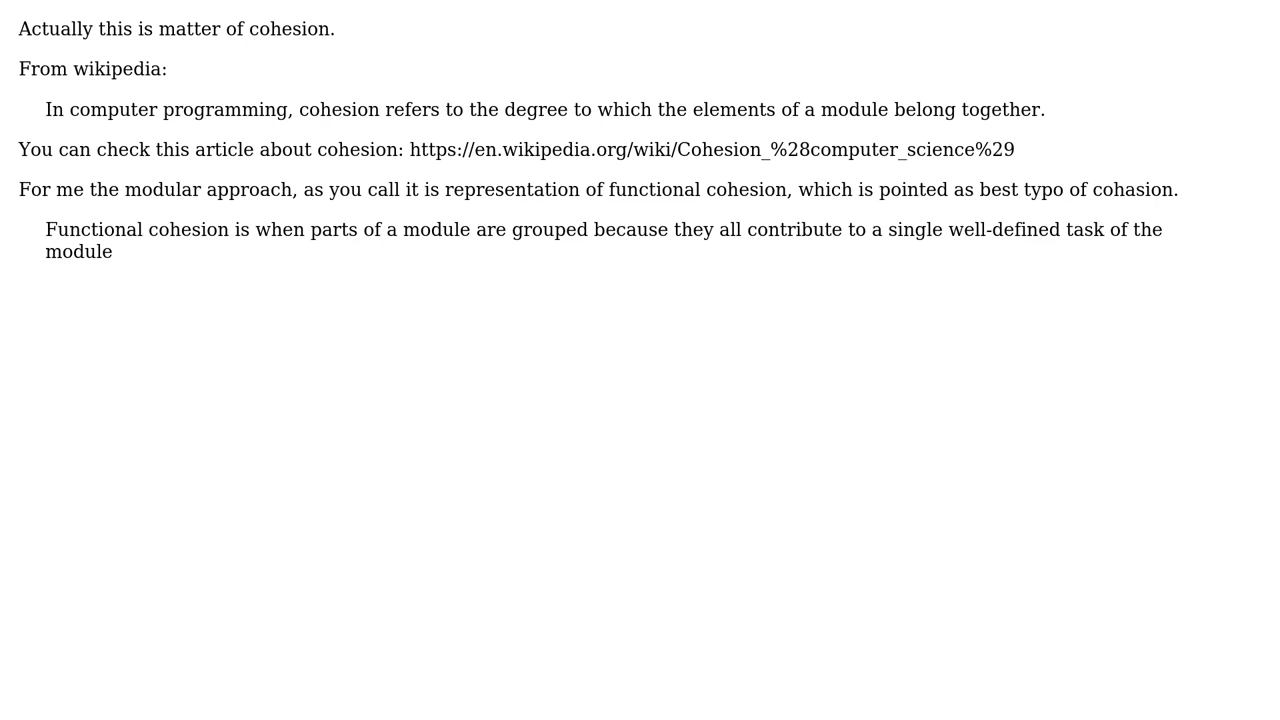 Actually this is matter of cohesion.
From wikipedia:
In computer programming, cohesion refers to the degree to which the elements of a module belong together.
You can check this article about cohesion: https://en.wikipedia.org/wiki/Cohesion_%28computer_science%29
For me the modular approach, as you call it is representation of functional cohesion, which is pointed as best typo of cohasion.
Functional cohesion is when parts of a module are grouped because they all contribute to a single well-defined task of the
module